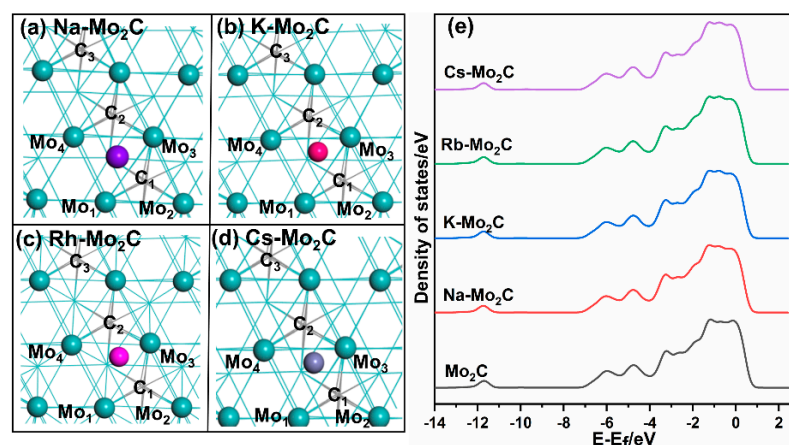 (a) Na-Mo₂C
C₃
C₂
Mo₄
Mo₃
C₁
Mo₁
Mo₂
(b) K-Mo₂C
C₃
C₂
Mo₄
Mo₃
C₁
Mo₁
Mo₂
(c) Rh-Mo₂C
C₃
C₂
Mo₄
Mo₃
C₁
Mo₁
Mo₂
(d) Cs-Mo₂C
C₃
C₂
Mo₄
Mo₃
C₁
Mo₁
Mo₂
(e)
Density of states/eV
Cs-Mo₂C
Rb-Mo₂C
K-Mo₂C
Na-Mo₂C
Mo₂C
-14 -12 -10 -8 -6 -4 -2 0 2
E-E_f/eV